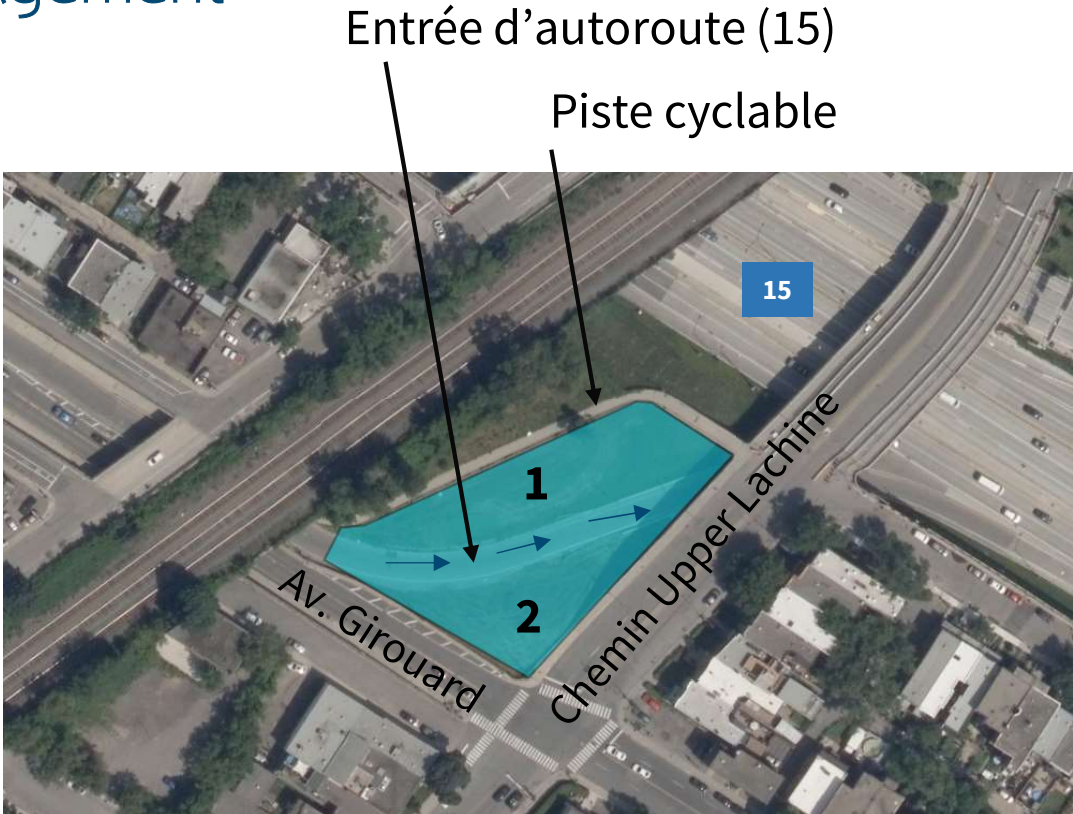 Entrée d’autoroute (15)
Piste cyclable
15
1
2
Av. Girouard
Chemin Upper Lachine